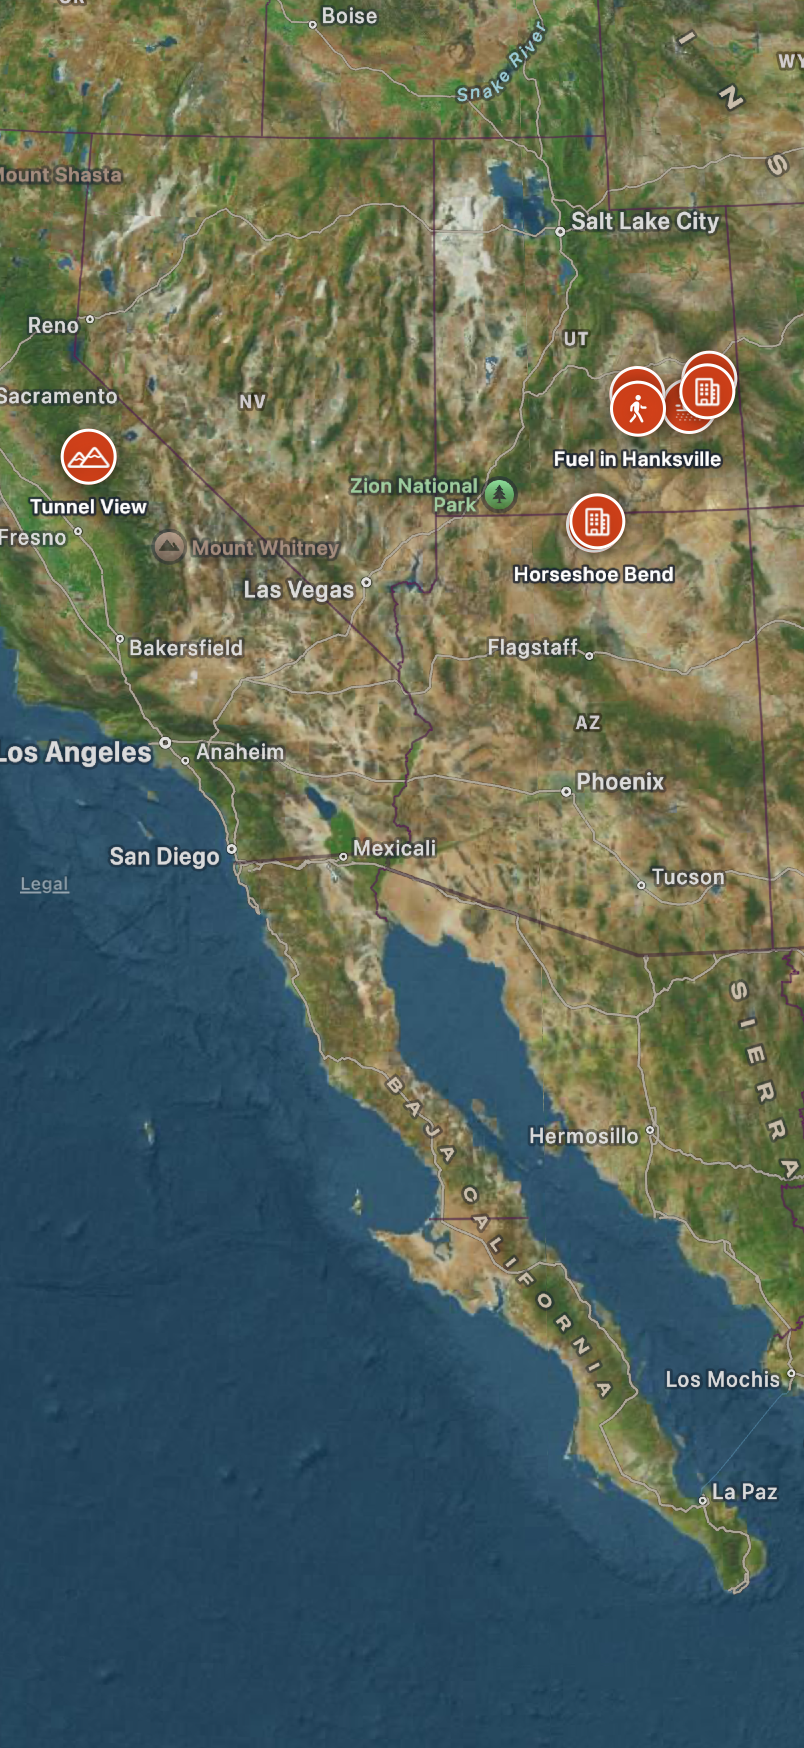 Boise
Snake River
WY
I N S
Mount Shasta
Salt Lake City
Reno
UT
Sacramento
NV
Fuel in Hanksville
Tunnel View
Zion National
Park
Fresno
Mount Whitney
Horseshoe Bend
Las Vegas
Bakersfield
Flagstaff
AZ
Los Angeles
Anaheim
Phoenix
San Diego
Mexicali
Legal
Tucson
SIERRA
BAJA CALIFORNIA
Hermosillo
Los Mochis
La Paz